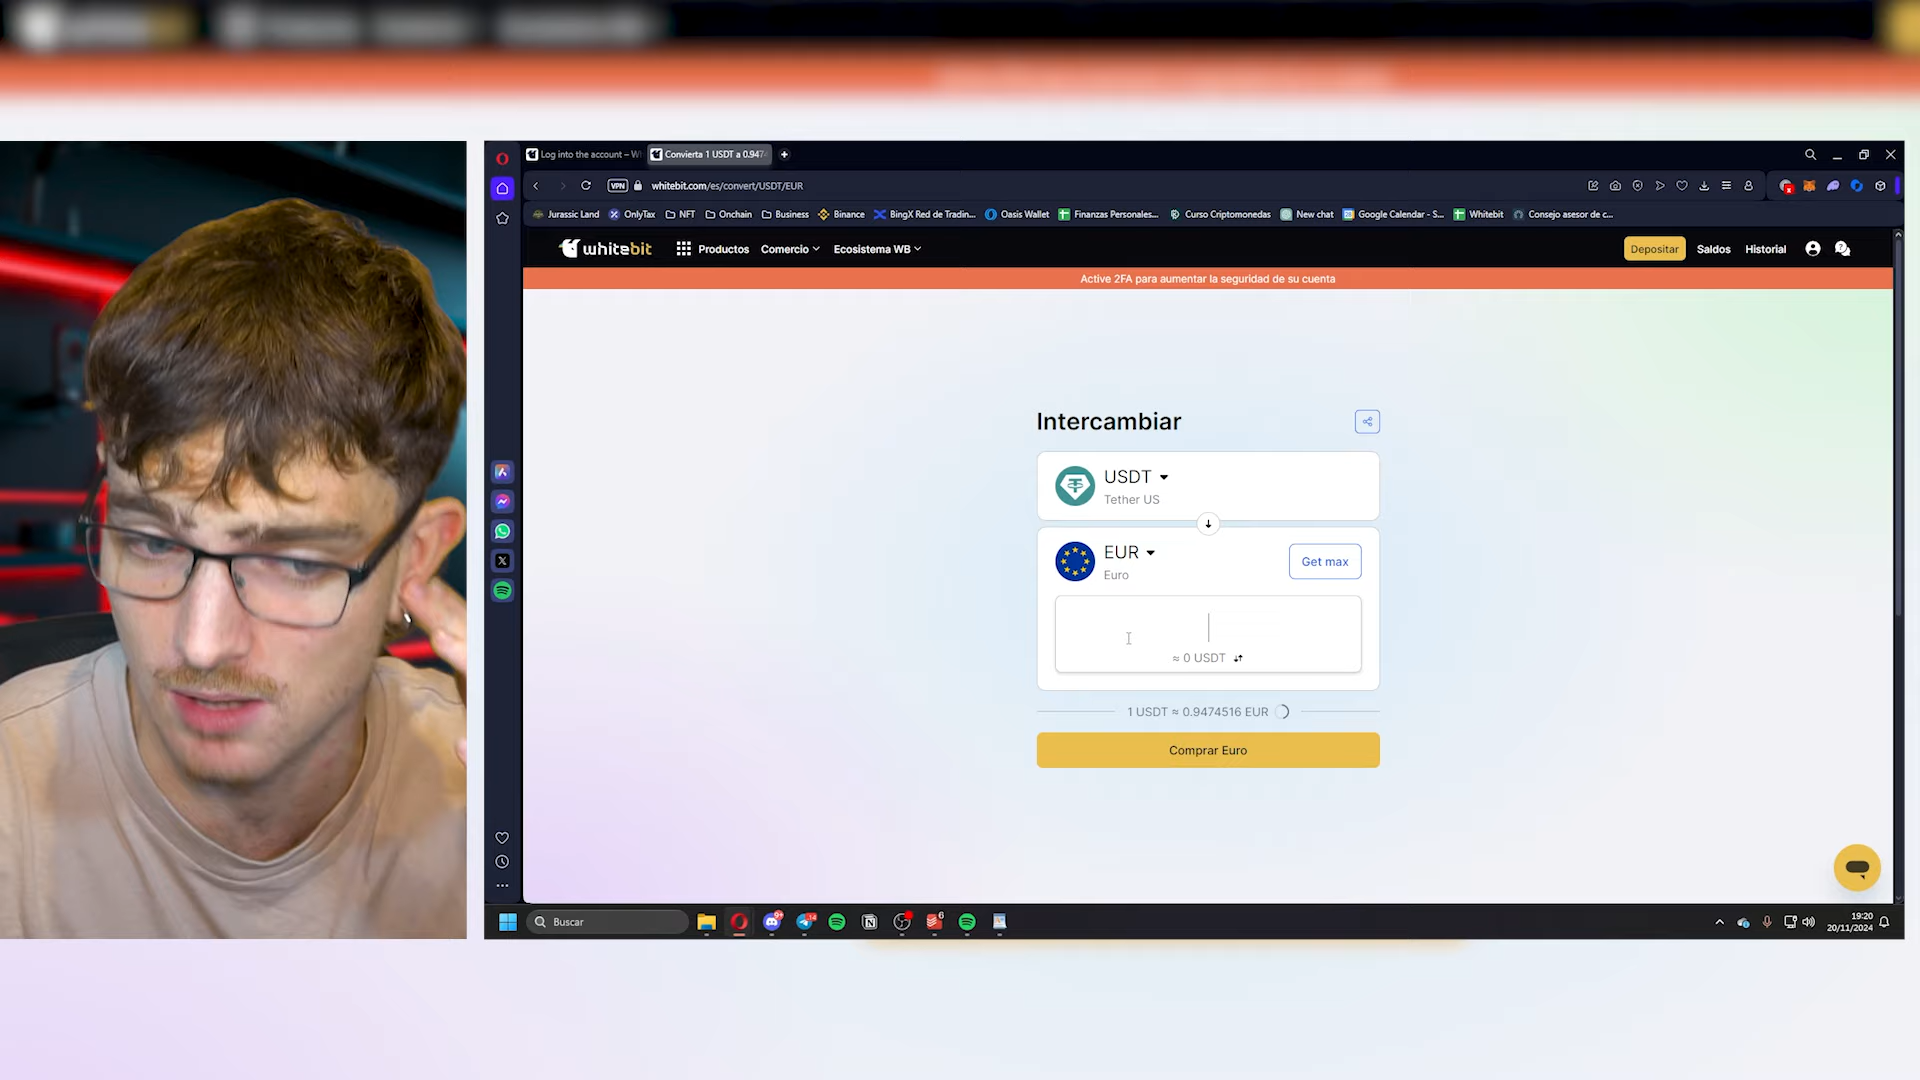 Log into the account – W
Convierta 1 USDT a 0.947
VPN
whitebit.com/es/convert/USDT/EUR
Jurassic Land
OnlyTax
NFT
Onchain
Business
Binance
BingX Red de Tradin...
Oasis Wallet
Finanzas Personales...
Curso Criptomonedas
New chat
Google Calendar - S...
Whitebit
Consejo asesor de c...
whitebit
Productos
Comercio
Ecosistema WB
Depositar
Saldos
Historial
Active 2FA para aumentar la seguridad de su cuenta
Intercambiar
USDT
Tether US
EUR
Euro
Get max
≈ 0 USDT
1 USDT ≈ 0.9474516 EUR
Comprar Euro
Buscar
19:20
20/11/2024